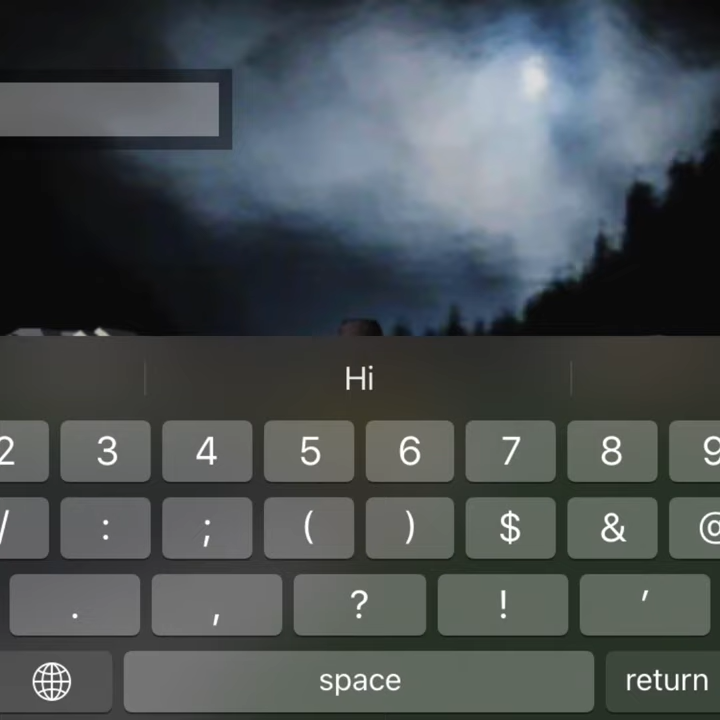 Hi
2 3 4 5 6 7 8 9
/ : ; ( ) $ & @
. , ? ! ’
space return